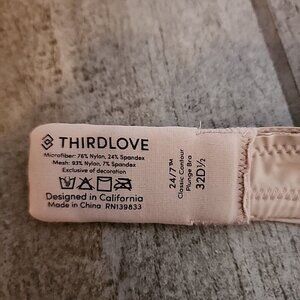 THIRDLOVE
Microfiber: 76% Nylon, 24% Spandex
Mesh: 93% Nylon, 7% Spandex
Exclusive of decoration
Designed in California
Made in China RN139833
24/7™
Classic Contour
Plunge Bra
32D½